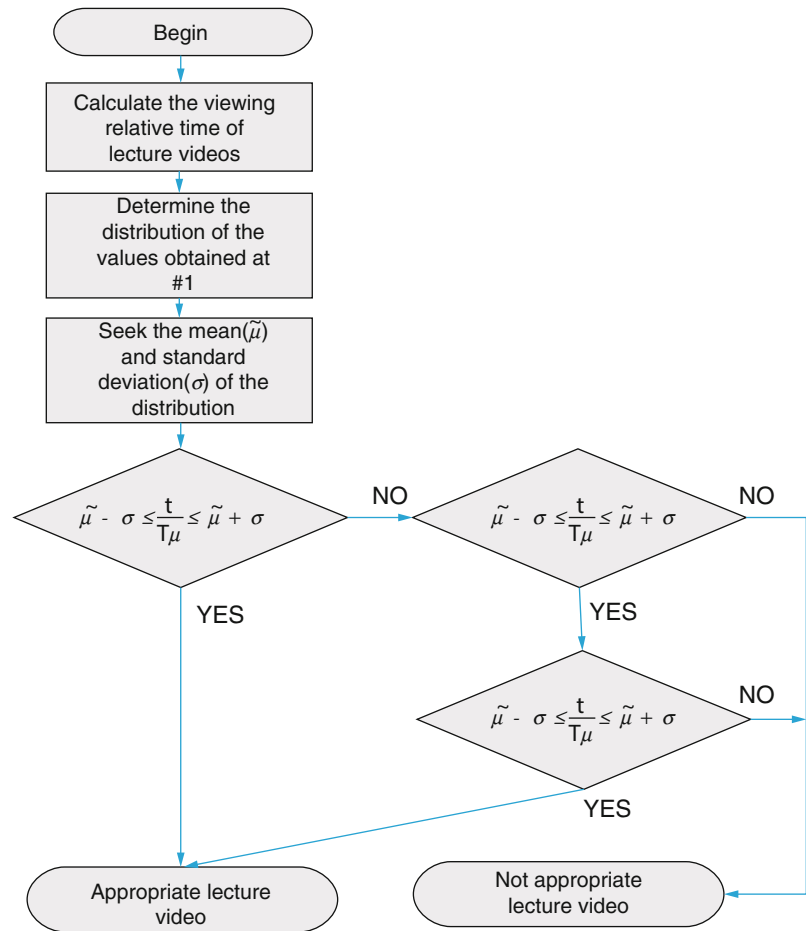 Begin
Calculate the viewing
relative time of
lecture videos
Determine the
distribution of the
values obtained at
#1
Seek the mean(μ̃)
and standard
deviation(σ) of the
distribution
μ̃ - σ ≤ t/Tμ ≤ μ̃ + σ
NO
μ̃ - σ ≤ t/Tμ ≤ μ̃ + σ
NO
YES
YES
μ̃ - σ ≤ t/Tμ ≤ μ̃ + σ
NO
YES
Appropriate lecture
video
Not appropriate
lecture video